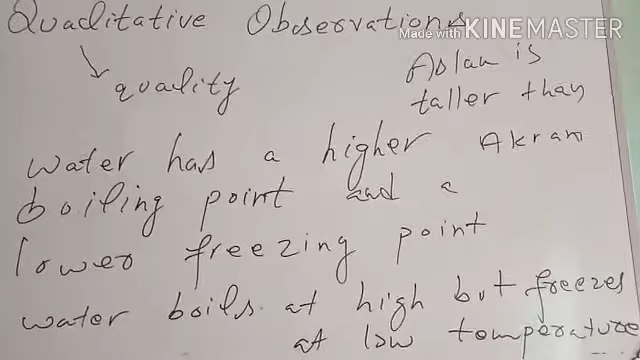 Qualitative Observations
Made with KINEMASTER
quality
Aslam is
taller than
Akram
water has a higher
boiling point and a
lower freezing point
water boils at high but freezes
at low temperature